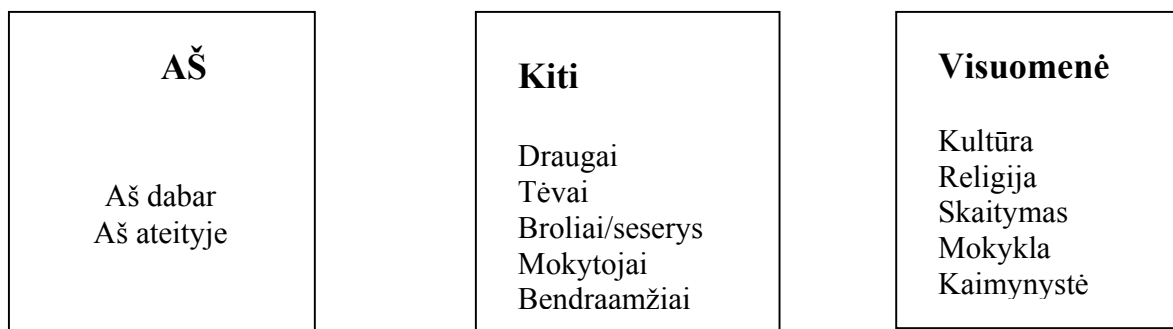 AŠ
Aš dabar
Aš ateityje
Kiti
Draugai
Tėvai
Broliai/seserys
Mokytojai
Bendraamžiai
Visuomenė
Kultūra
Religija
Skaitymas
Mokykla
Kaimynystė